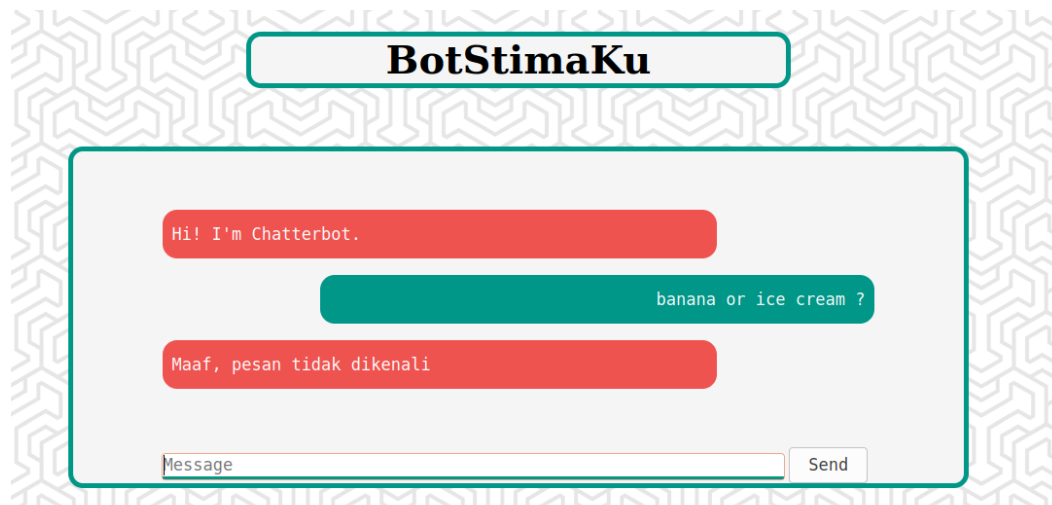 BotStimaKu
Hi! I'm Chatterbot.
banana or ice cream ?
Maaf, pesan tidak dikenali
Message
Send